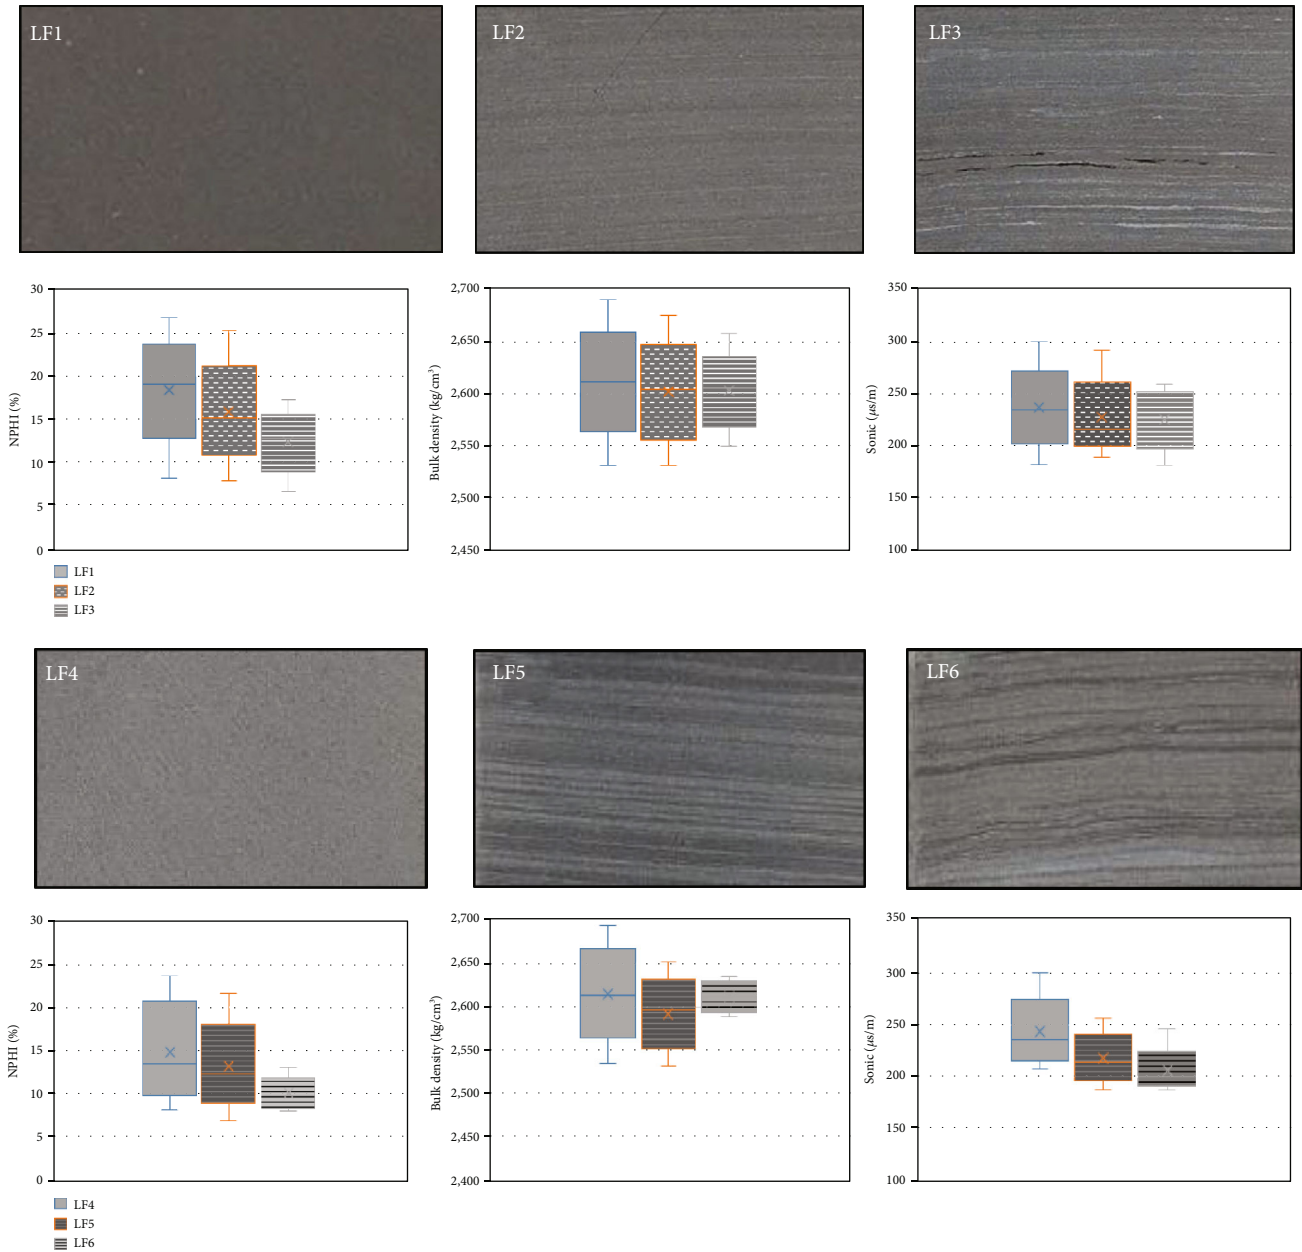 LF1
LF2
LF3
NPHI (%)
30
25
20
15
10
5
0
Bulk density (kg/cm³)
2,700
2,650
2,600
2,550
2,500
2,450
Sonic (µs/m)
350
300
250
200
150
100
LF1
LF2
LF3
LF4
LF5
LF6
NPHI (%)
30
25
20
15
10
5
0
Bulk density (kg/cm³)
2,700
2,650
2,600
2,550
2,500
2,450
2,400
Sonic (µs/m)
350
300
250
200
150
100
LF4
LF5
LF6